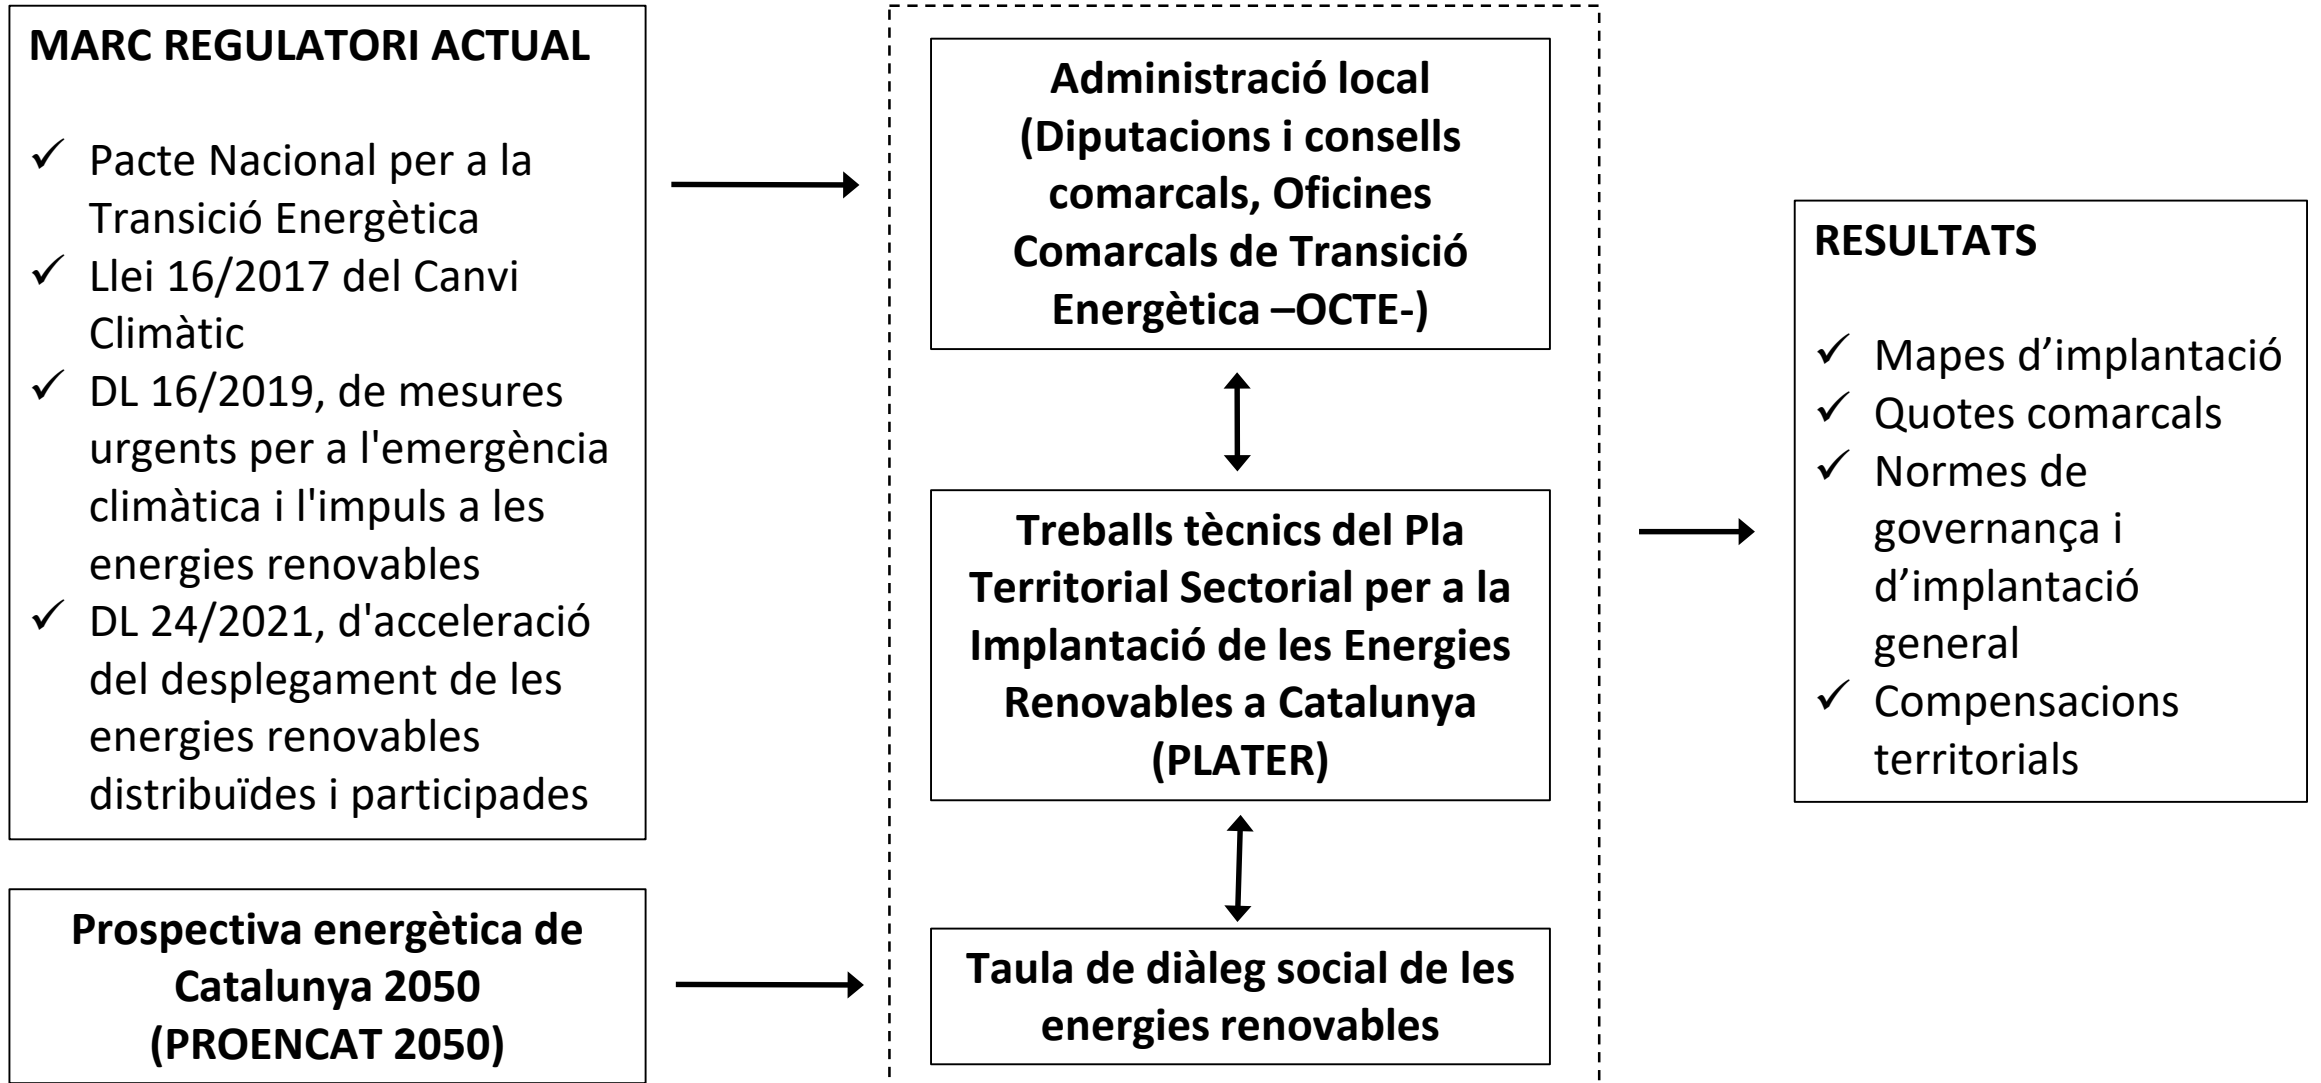 MARC REGULATORI ACTUAL
✓ Pacte Nacional per a la
Transició Energètica
✓ Llei 16/2017 del Canvi
Climàtic
✓ DL 16/2019, de mesures
urgents per a l'emergència
climàtica i l'impuls a les
energies renovables
✓ DL 24/2021, d'acceleració
del desplegament de les
energies renovables
distribuïdes i participades
Prospectiva energètica de
Catalunya 2050
(PROENCAT 2050)
Administració local
(Diputacions i consells
comarcals, Oficines
Comarcals de Transició
Energètica –OCTE-)
Treballs tècnics del Pla
Territorial Sectorial per a la
Implantació de les Energies
Renovables a Catalunya
(PLATER)
Taula de diàleg social de les
energies renovables
RESULTATS
✓ Mapes d’implantació
✓ Quotes comarcals
✓ Normes de
governança i
d’implantació
general
✓ Compensacions
territorials